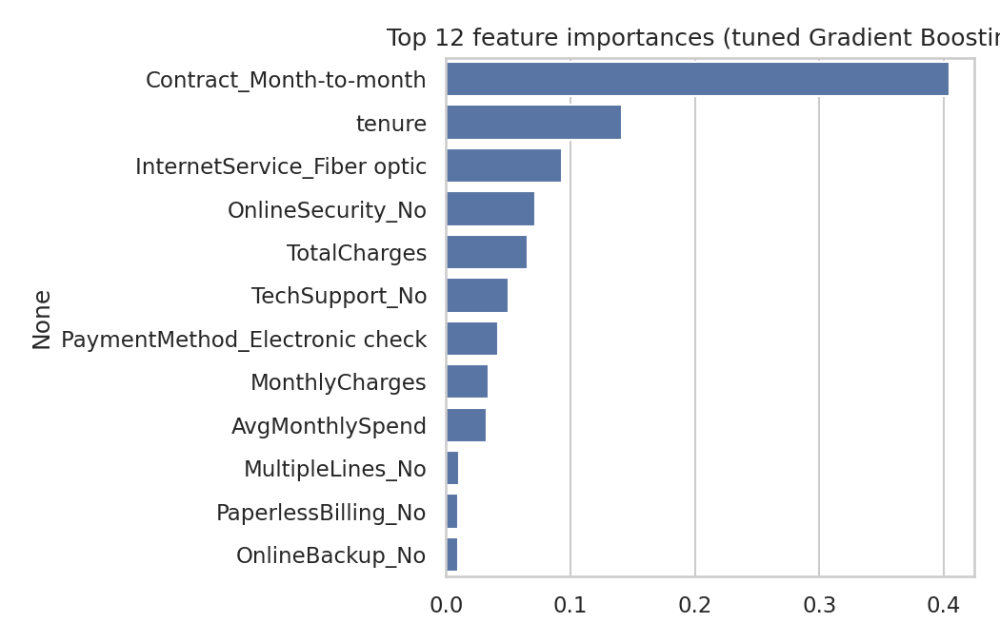 Top 12 feature importances (tuned Gradient Boostin
Contract_Month-to-month
tenure
InternetService_Fiber optic
OnlineSecurity_No
TotalCharges
TechSupport_No
None
PaymentMethod_Electronic check
MonthlyCharges
AvgMonthlySpend
MultipleLines_No
PaperlessBilling_No
OnlineBackup_No
0.0 0.1 0.2 0.3 0.4